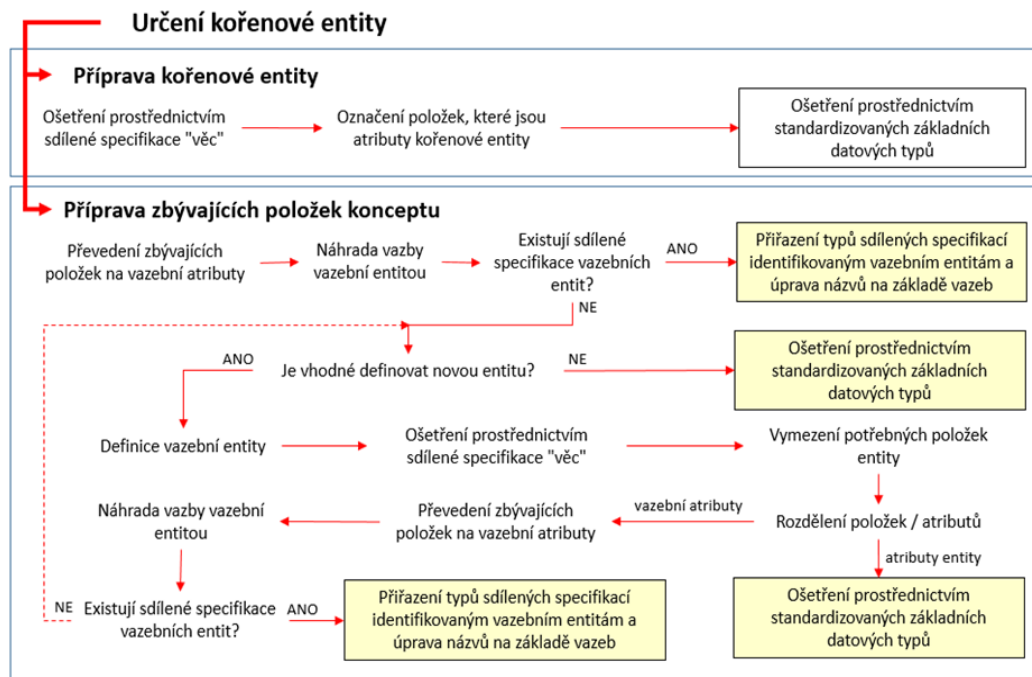 Určení kořenové entity
Příprava kořenové entity
Ošetření prostřednictvím
sdílené specifikace "věc"
Označení položek, které jsou
atributy kořenové entity
Ošetření prostřednictvím
standardizovaných základních
datových typů
Příprava zbývajících položek konceptu
Převedení zbývajících
položek na vazební atributy
Náhrada vazby
vazební entitou
Existují sdílené
specifikace vazebních
entit?
ANO
Přiřazení typů sdílených specifikací
identifikovaným vazebním entitám a
úprava názvů na základě vazeb
NE
ANO
Je vhodné definovat novou entitu?
NE
Ošetření prostřednictvím
standardizovaných základních
datových typů
Definice vazební entity
Ošetření prostřednictvím
sdílené specifikace "věc"
Vymezení potřebných položek
entity
Náhrada vazby vazební
entitou
Převedení zbývajících
položek na vazební atributy
vazební atributy
Rozdělení položek / atributů
atributy entity
NE
Existují sdílené specifikace
vazebních entit?
ANO
Přiřazení typů sdílených specifikací
identifikovaným vazebním entitám a
úprava názvů na základě vazeb
Ošetření prostřednictvím
standardizovaných základních
datových typů